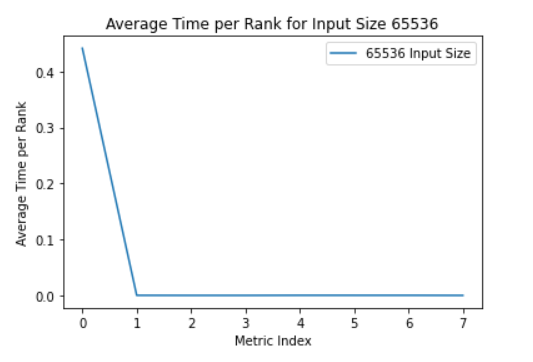 Average Time per Rank for Input Size 65536
65536 Input Size
Average Time per Rank
0.4
0.3
0.2
0.1
0.0
0 1 2 3 4 5 6 7
Metric Index